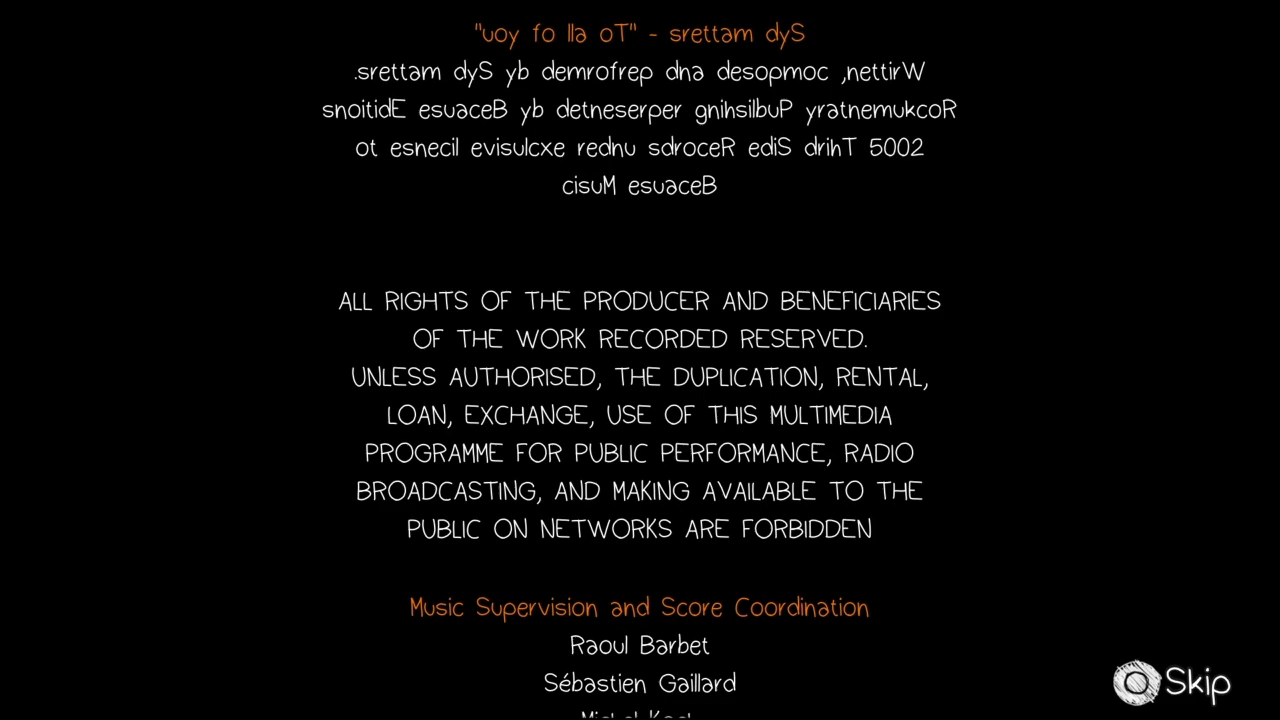 "uoy fo lla oT" - srettam dyS
.srettam dyS yb demrofrep dna desopmoc ,nettirW
snoitidE esuaceB yb detneserper gnihsilbuP yratnemukcoR
ot esnecil evisulcxe rednu sdroceR ediS drihT 5002
cisuM esuaceB
ALL RIGHTS OF THE PRODUCER AND BENEFICIARIES
OF THE WORK RECORDED RESERVED.
UNLESS AUTHORISED, THE DUPLICATION, RENTAL,
LOAN, EXCHANGE, USE OF THIS MULTIMEDIA
PROGRAMME FOR PUBLIC PERFORMANCE, RADIO
BROADCASTING, AND MAKING AVAILABLE TO THE
PUBLIC ON NETWORKS ARE FORBIDDEN
Music Supervision and Score Coordination
Raoul Barbet
Sébastien Gaillard
Skip